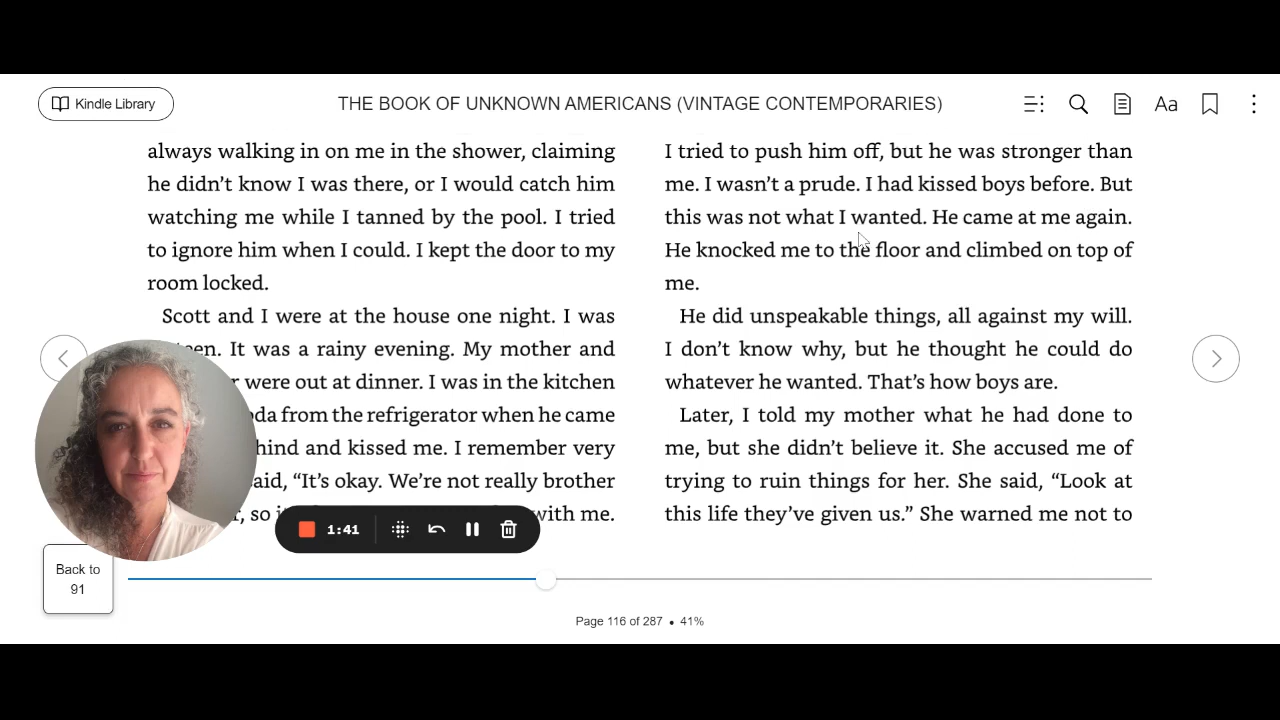 Kindle Library
THE BOOK OF UNKNOWN AMERICANS (VINTAGE CONTEMPORARIES)
Aa
always walking in on me in the shower, claiming
he didn’t know I was there, or I would catch him
watching me while I tanned by the pool. I tried
to ignore him when I could. I kept the door to my
room locked.
Scott and I were at the house one night. I was
It was a rainy evening. My mother and
were out at dinner. I was in the kitchen
from the refrigerator when he came
and kissed me. I remember very
“It’s okay. We’re not really brother
so
with me.
I tried to push him off, but he was stronger than
me. I wasn’t a prude. I had kissed boys before. But
this was not what I wanted. He came at me again.
He knocked me to the floor and climbed on top of
me.
He did unspeakable things, all against my will.
I don’t know why, but he thought he could do
whatever he wanted. That’s how boys are.
Later, I told my mother what he had done to
me, but she didn’t believe it. She accused me of
trying to ruin things for her. She said, “Look at
this life they’ve given us.” She warned me not to
1:41
Back to
91
Page 116 of 287 • 41%